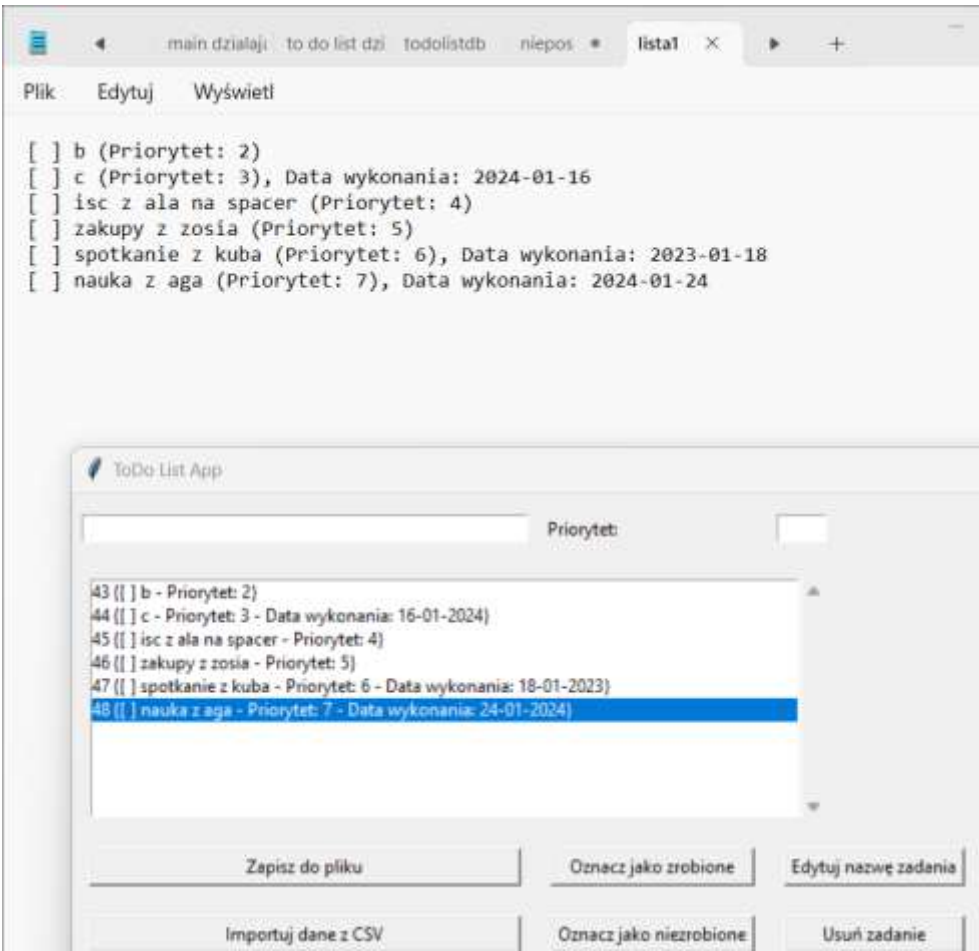 main dzialaj to do list dzi todolistdb niepos lista1
Plik Edytuj Wyświetl
[ ] b (Priorytet: 2)
[ ] c (Priorytet: 3), Data wykonania: 2024-01-16
[ ] isc z ala na spacer (Priorytet: 4)
[ ] zakupy z zosia (Priorytet: 5)
[ ] spotkanie z kuba (Priorytet: 6), Data wykonania: 2023-01-18
[ ] nauka z aga (Priorytet: 7), Data wykonania: 2024-01-24
ToDo List App
Priorytet:
43 {[ ] b - Priorytet: 2}
44 {[ ] c - Priorytet: 3 - Data wykonania: 16-01-2024}
45 {[ ] isc z ala na spacer - Priorytet: 4}
46 {[ ] zakupy z zosia - Priorytet: 5}
47 {[ ] spotkanie z kuba - Priorytet: 6 - Data wykonania: 18-01-2023}
48 {[ ] nauka z aga - Priorytet: 7 - Data wykonania: 24-01-2024}
Zapisz do pliku Oznacz jako zrobione Edytuj nazwę zadania
Importuj dane z CSV Oznacz jako niezrobione Usuń zadanie